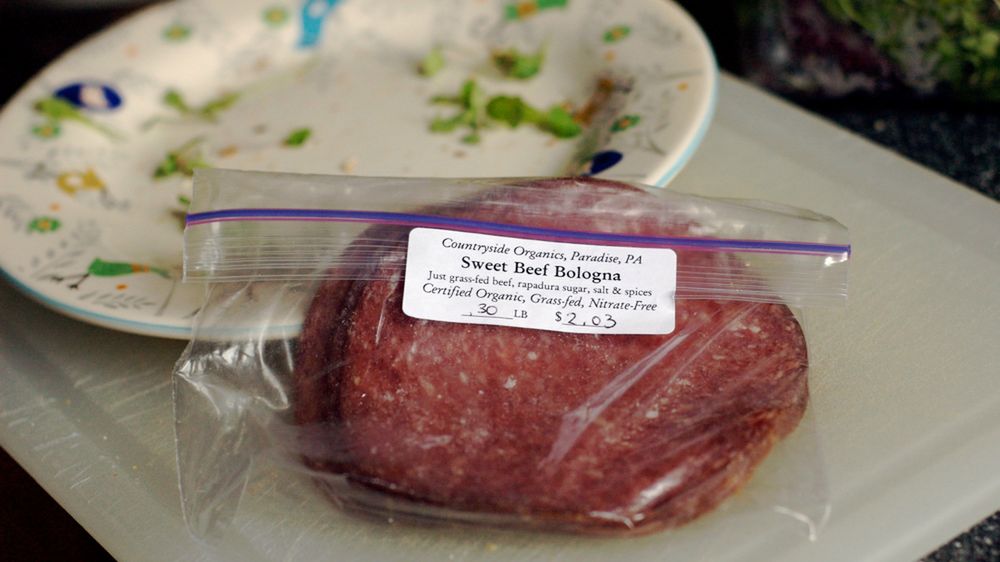 Countryside Organics, Paradise, PA
Sweet Beef Bologna
Just grass-fed beef, rapadura sugar, salt & spices
Certified Organic, Grass-fed, Nitrate-Free
.30 LB $2.03